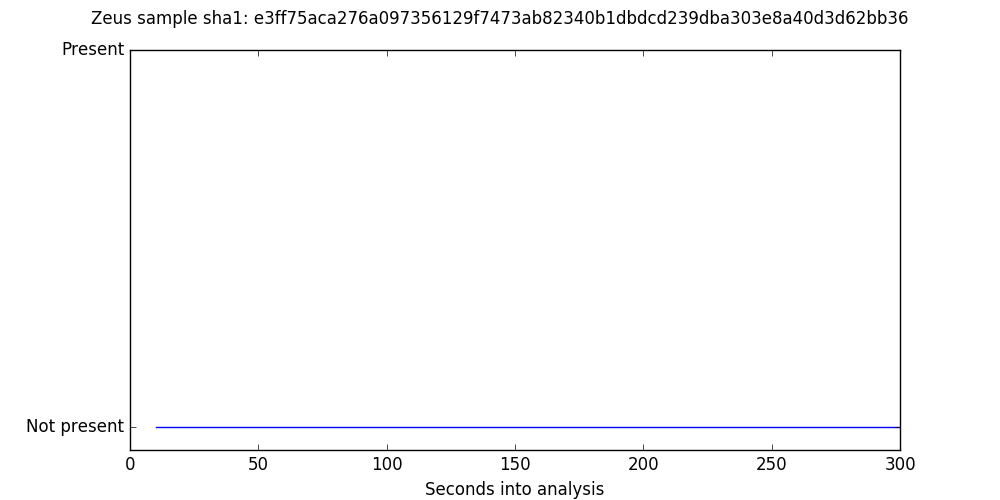 Zeus sample sha1: e3ff75aca276a097356129f7473ab82340b1dbdcd239dba303e8a40d3d62bb36
Present
Not present
0 50 100 150 200 250 300
Seconds into analysis